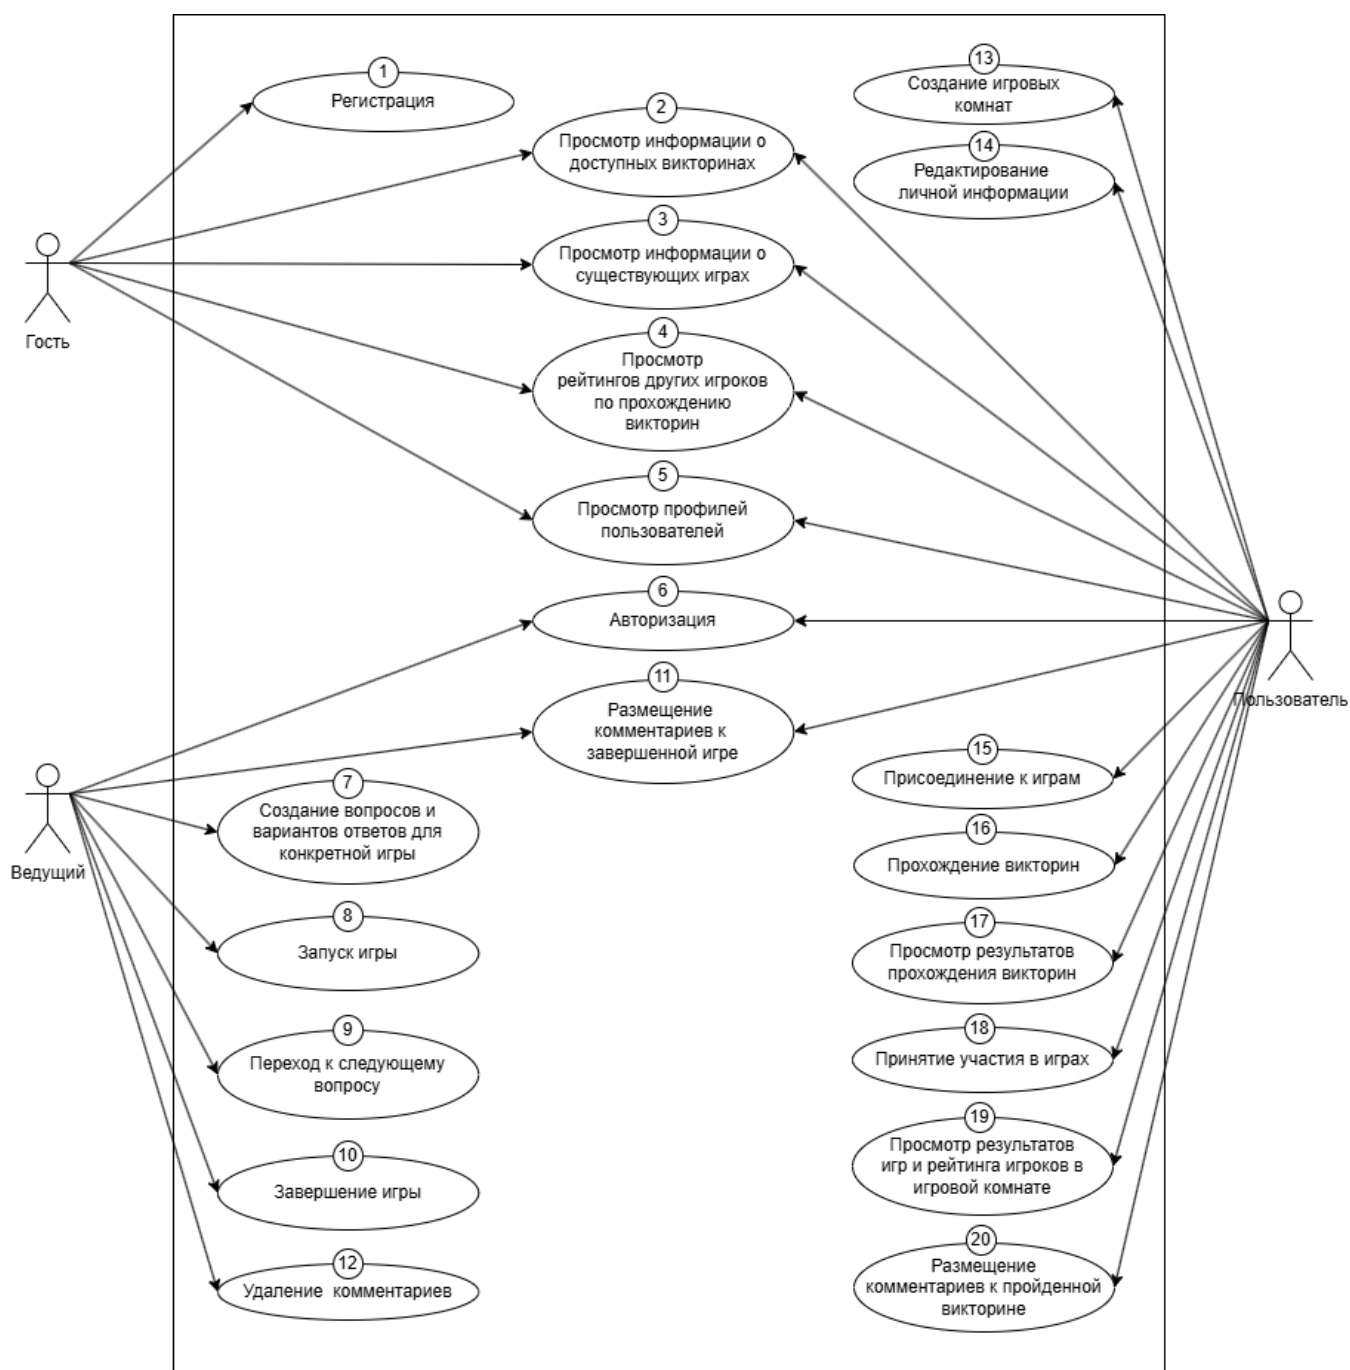 1
Регистрация
2
Просмотр информации о
доступных викторинах
13
Создание игровых
комнат
14
Редактирование
личной информации
3
Просмотр информации о
существующих играх
Гость
4
Просмотр
рейтингов других игроков
по прохождению
викторин
5
Просмотр профилей
пользователей
6
Авторизация
Пользователь
11
Размещение
комментариев к
завершенной игре
Ведущий
7
Создание вопросов и
вариантов ответов для
конкретной игры
15
Присоединение к играм
16
Прохождение викторин
8
Запуск игры
17
Просмотр результатов
прохождения викторин
9
Переход к следующему
вопросу
18
Принятие участия в играх
10
Завершение игры
19
Просмотр результатов
игр и рейтинга игроков в
игровой комнате
12
Удаление комментариев
20
Размещение
комментариев к пройденной
викторине